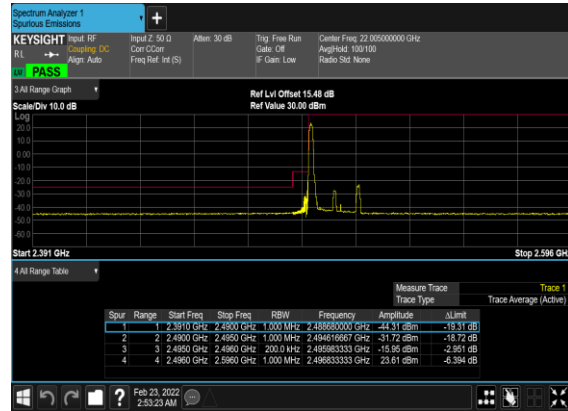 Spectrum Analyzer 1
Spurious Emissions
+
KEYSIGHT Input: RF Input Z: 50 Ω Atten: 30 dB Trig: Free Run Center Freq: 22.005000000 GHz
R L Coupling: DC Corr CCorr Gate: Off Avg|Hold: 100/100
Align: Auto Freq Ref: Int (S) IF Gain: Low Radio Std: None
LW PASS
3 All Range Graph Ref Lvl Offset 15.48 dB
Scale/Div 10.0 dB Ref Value 30.00 dBm
Log
20.0
10.0
0.00
-10.0
-20.0
-30.0
-40.0
-50.0
-60.0
Start 2.391 GHz Stop 2.596 GHz
4 All Range Table
Measure Trace Trace 1
Trace Type Trace Average (Active)
Spur Range Start Freq Stop Freq RBW Frequency Amplitude ΔLimit
1 1 2.3910 GHz 2.4900 GHz 1.000 MHz 2.488680000 GHz -44.31 dBm -19.31 dB
2 2 2.4900 GHz 2.4950 GHz 1.000 MHz 2.494616667 GHz -31.72 dBm -18.72 dB
3 3 2.4950 GHz 2.4960 GHz 200.0 kHz 2.495983333 GHz -15.95 dBm -2.951 dB
4 4 2.4960 GHz 2.5960 GHz 1.000 MHz 2.496833333 GHz 23.61 dBm -6.394 dB
? Feb 23, 2022
2:53:23 AM